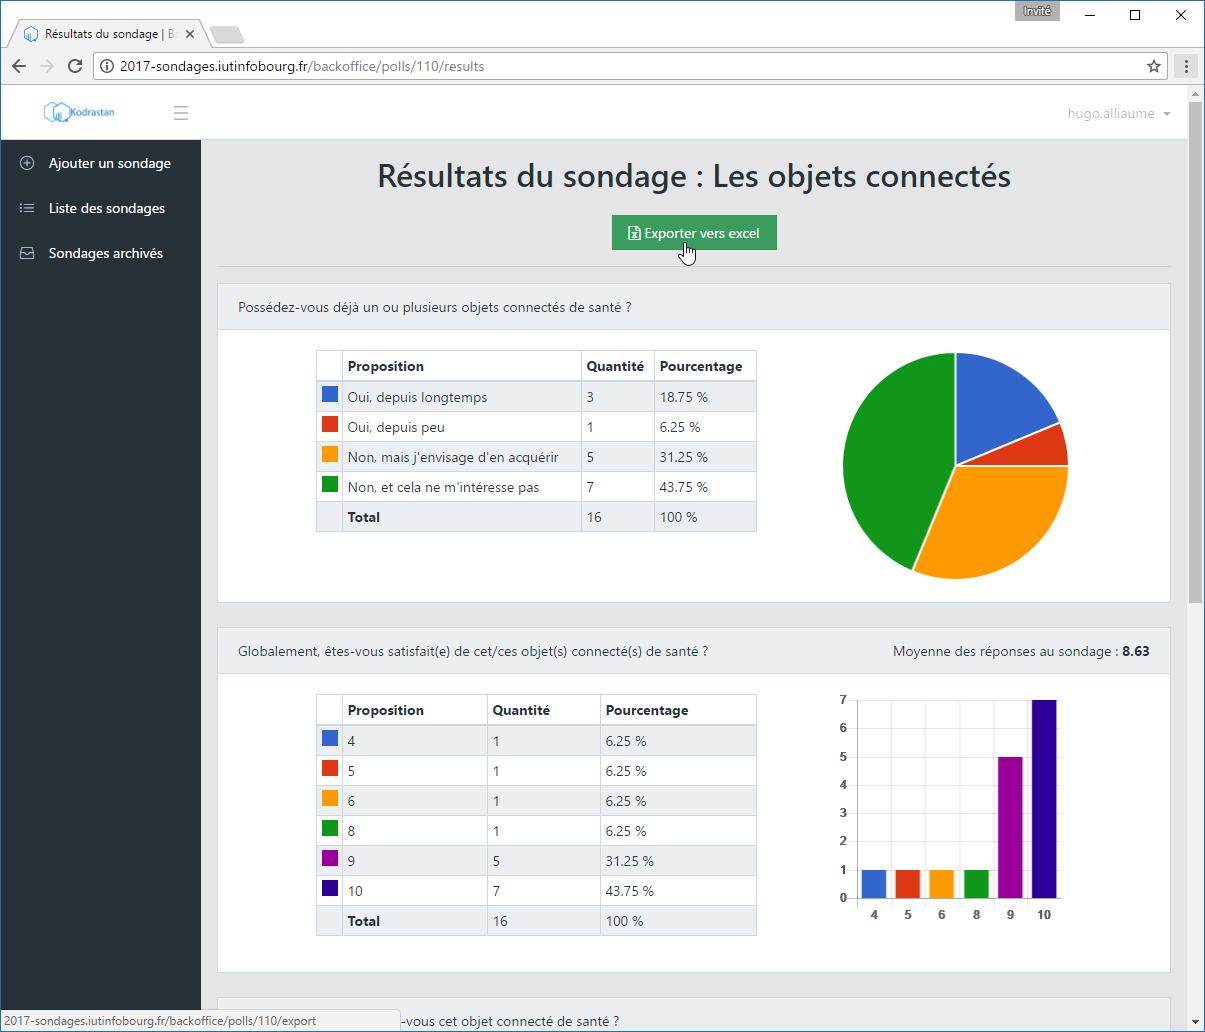 Invité
Résultats du sondage | B
2017-sondages.iutinfobourg.fr/backoffice/polls/110/results
Kodrastan
hugo.alliaume
Ajouter un sondage
Liste des sondages
Sondages archivés
Résultats du sondage : Les objets connectés
Exporter vers excel
Possédez-vous déjà un ou plusieurs objets connectés de santé ?
Proposition Quantité Pourcentage
Oui, depuis longtemps 3 18.75 %
Oui, depuis peu 1 6.25 %
Non, mais j'envisage d'en acquérir 5 31.25 %
Non, et cela ne m'intéresse pas 7 43.75 %
Total 16 100 %
Globalement, êtes-vous satisfait(e) de cet/ces objet(s) connecté(s) de santé ? Moyenne des réponses au sondage : 8.63
Proposition Quantité Pourcentage
4 1 6.25 %
5 1 6.25 %
6 1 6.25 %
8 1 6.25 %
9 5 31.25 %
10 7 43.75 %
Total 16 100 %
7
6
5
4
3
2
1
0
4 5 6 8 9 10
-vous cet objet connecté de santé ?
2017-sondages.iutinfobourg.fr/backoffice/polls/110/export